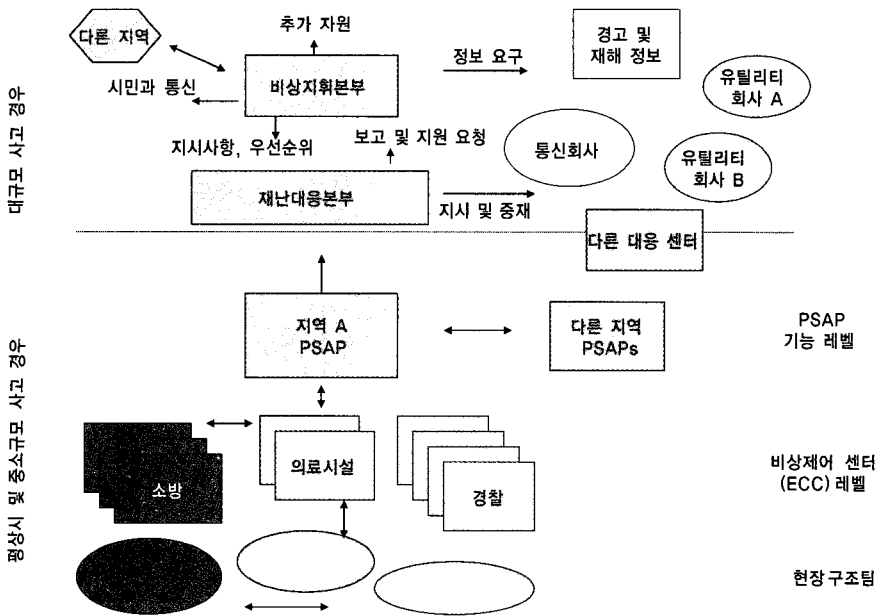 다른 지역
추가 자원
시민과 통신
비상지휘본부
정보 요구
경고 및
재해 정보
유틸리티
회사 A
지시사항, 우선순위
보고 및 지원 요청
통신회사
유틸리티
회사 B
재난대응본부
지시 및 중재
다른 대응 센터
대규모 사고 경우
지역 A
PSAP
다른 지역
PSAPs
PSAP
기능 레벨
소방
의료시설
경찰
비상제어 센터
(ECC) 레벨
현장 구조팀
평상시 및 중소규모 사고 경우